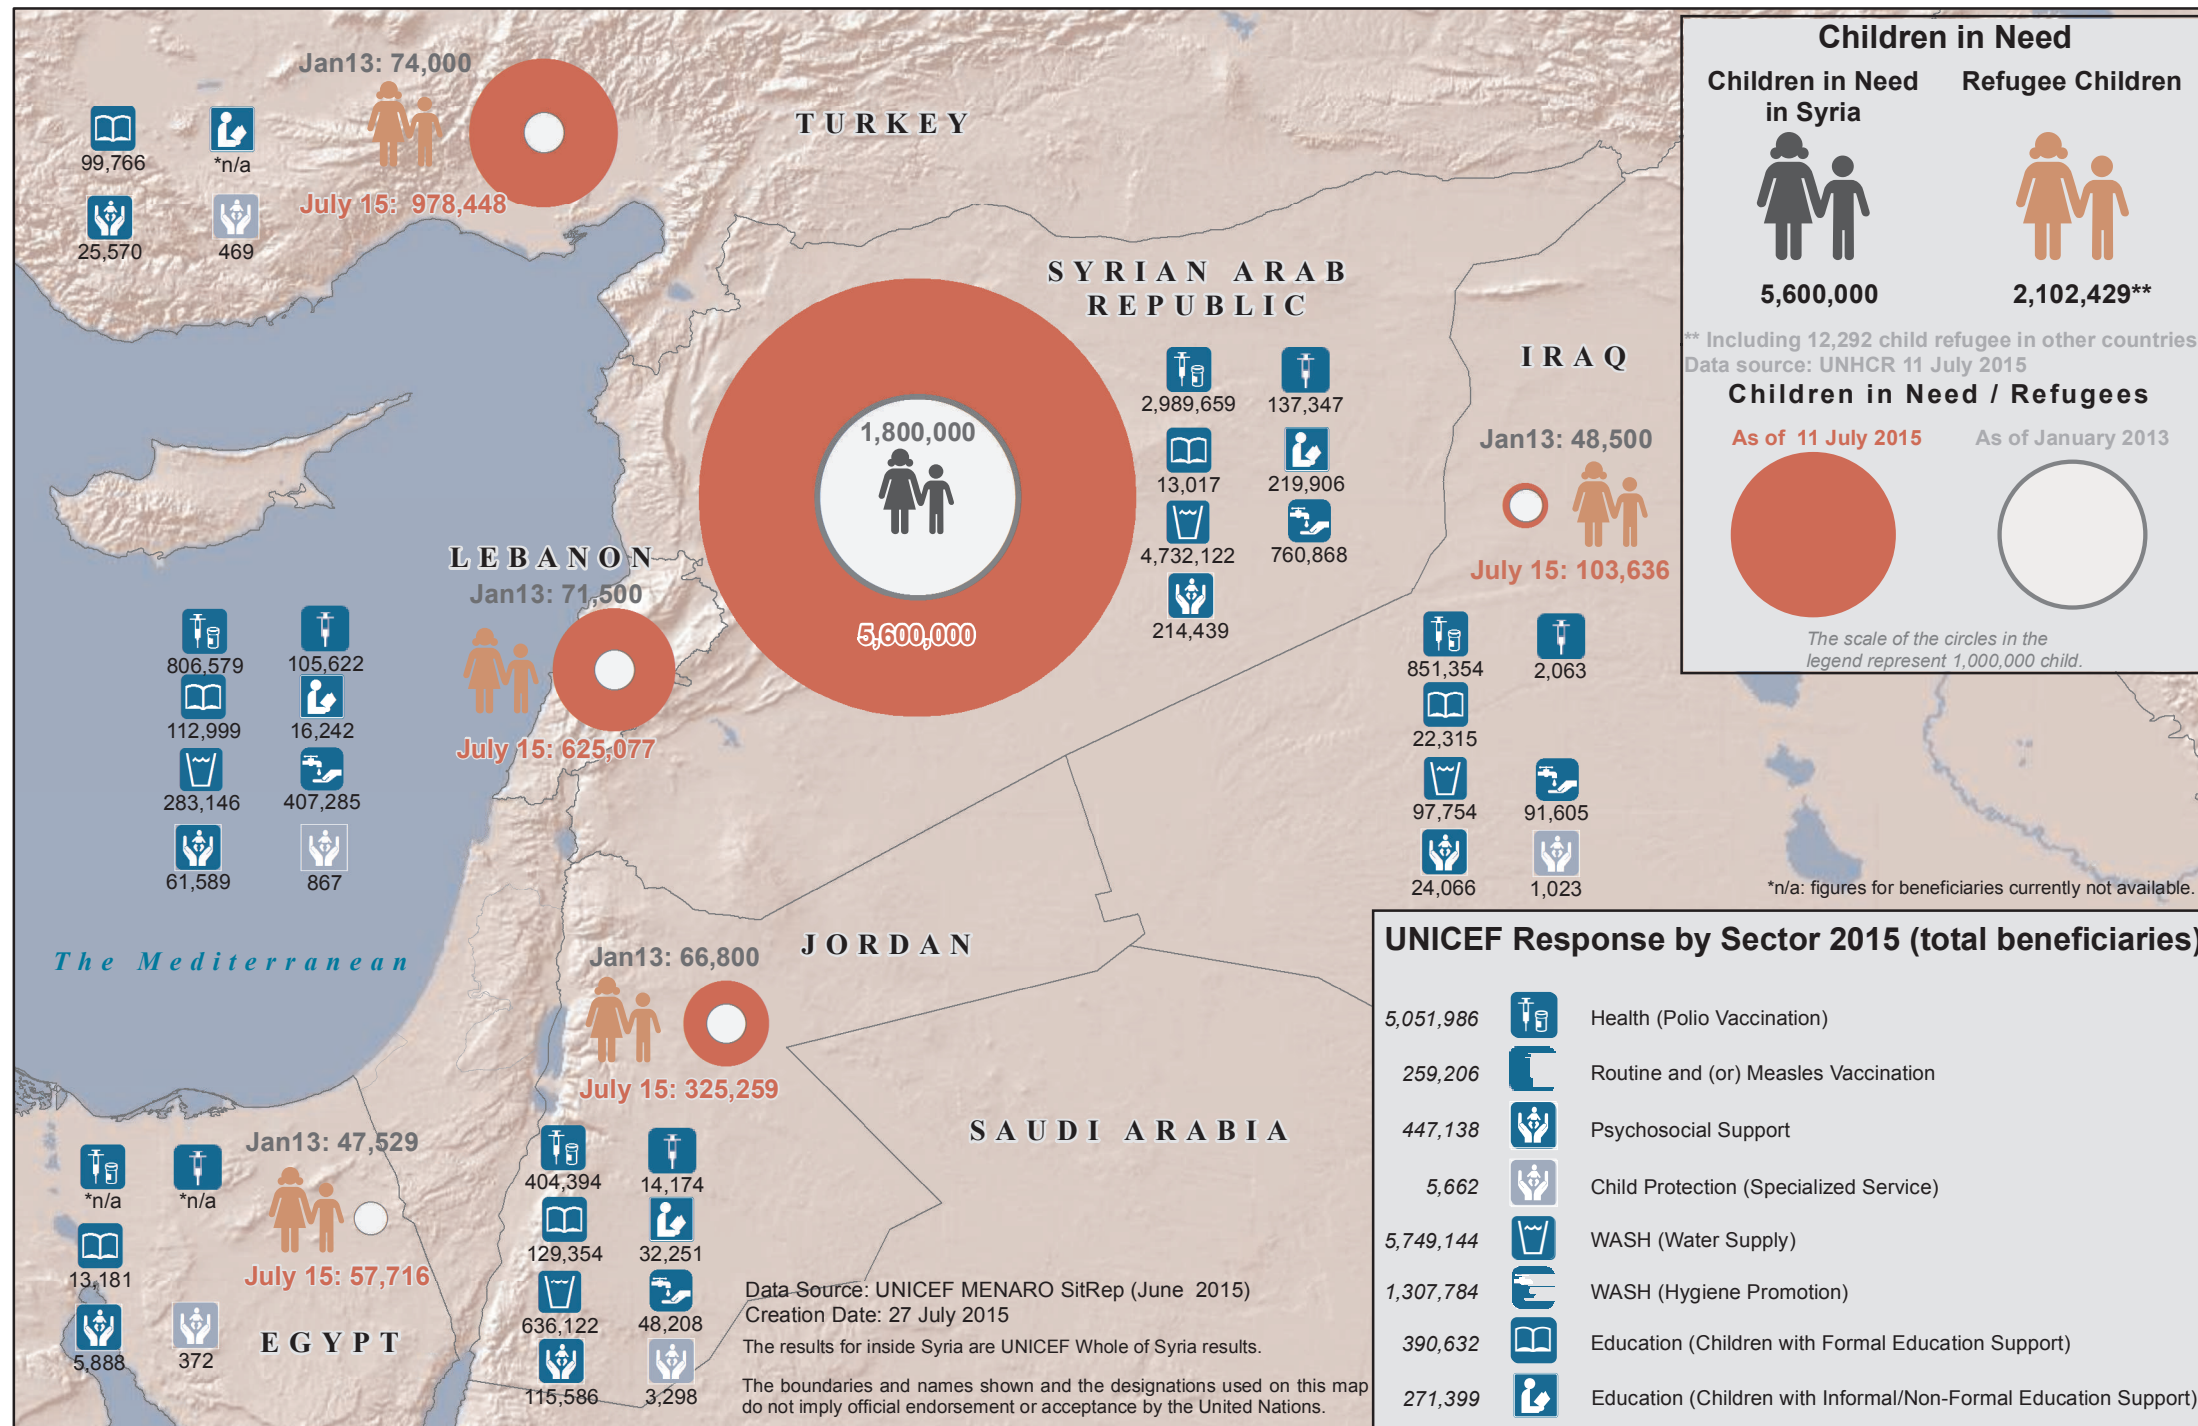 Jan13: 74,000
99,766
*n/a
July 15: 978,448
25,570
469
TURKEY
SYRIAN ARAB
REPUBLIC
1,800,000
5,600,000
2,989,659
137,347
13,017
219,906
4,732,122
760,868
214,439
IRAQ
Jan13: 48,500
July 15: 103,636
851,354
2,063
22,315
97,754
91,605
24,066
1,023
LEBANON
Jan13: 71,500
July 15: 625,077
806,579
105,622
112,999
16,242
283,146
407,285
61,589
867
The Mediterranean
JORDAN
Jan13: 66,800
July 15: 325,259
404,394
14,174
129,354
32,251
636,122
48,208
115,586
3,298
SAUDI ARABIA
Jan13: 47,529
*n/a
*n/a
July 15: 57,716
13,181
5,888
372
EGYPT
Data Source: UNICEF MENARO SitRep (June 2015)
Creation Date: 27 July 2015
The results for inside Syria are UNICEF Whole of Syria results.
The boundaries and names shown and the designations used on this map
do not imply official endorsement or acceptance by the United Nations.
Children in Need
Children in Need
in Syria
Refugee Children
5,600,000
2,102,429**
** Including 12,292 child refugee in other countries
Data source: UNHCR 11 July 2015
Children in Need / Refugees
As of 11 July 2015
As of January 2013
The scale of the circles in the
legend represent 1,000,000 child.
*n/a: figures for beneficiaries currently not available.
UNICEF Response by Sector 2015 (total beneficiaries)
5,051,986 Health (Polio Vaccination)
259,206 Routine and (or) Measles Vaccination
447,138 Psychosocial Support
5,662 Child Protection (Specialized Service)
5,749,144 WASH (Water Supply)
1,307,784 WASH (Hygiene Promotion)
390,632 Education (Children with Formal Education Support)
271,399 Education (Children with Informal/Non-Formal Education Support)